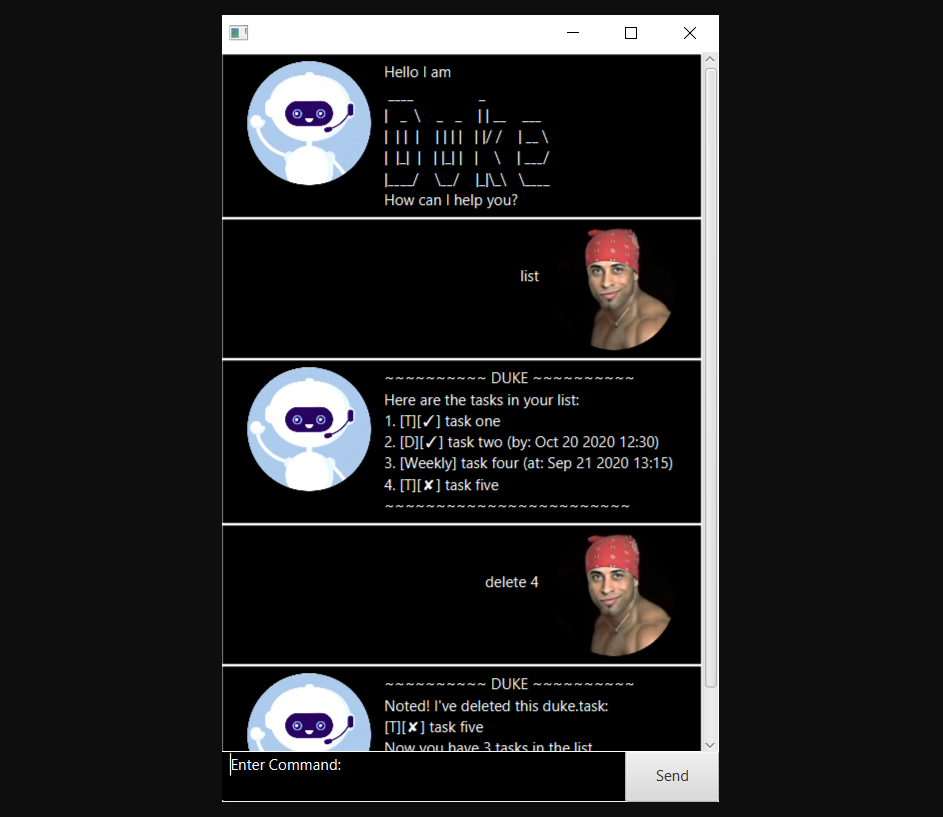 Hello I am
 ____              _
|  _ \   _   _   | | __   ___
| | | |  | | | |  | |/ /   | __ \
| |_| |  | |_| |  |   \   | ___/
|____/   \__/   |_|\_\  \____
How can I help you?
list
~~~~~~~~~~ DUKE ~~~~~~~~~~
Here are the tasks in your list:
1. [T][✓] task one
2. [D][✓] task two (by: Oct 20 2020 12:30)
3. [Weekly] task four (at: Sep 21 2020 13:15)
4. [T][✘] task five
~~~~~~~~~~~~~~~~~~~~~~~~
delete 4
~~~~~~~~~~ DUKE ~~~~~~~~~~
Noted! I've deleted this duke.task:
[T][✘] task five
Now you have 3 tasks in the list
Enter Command:
Send